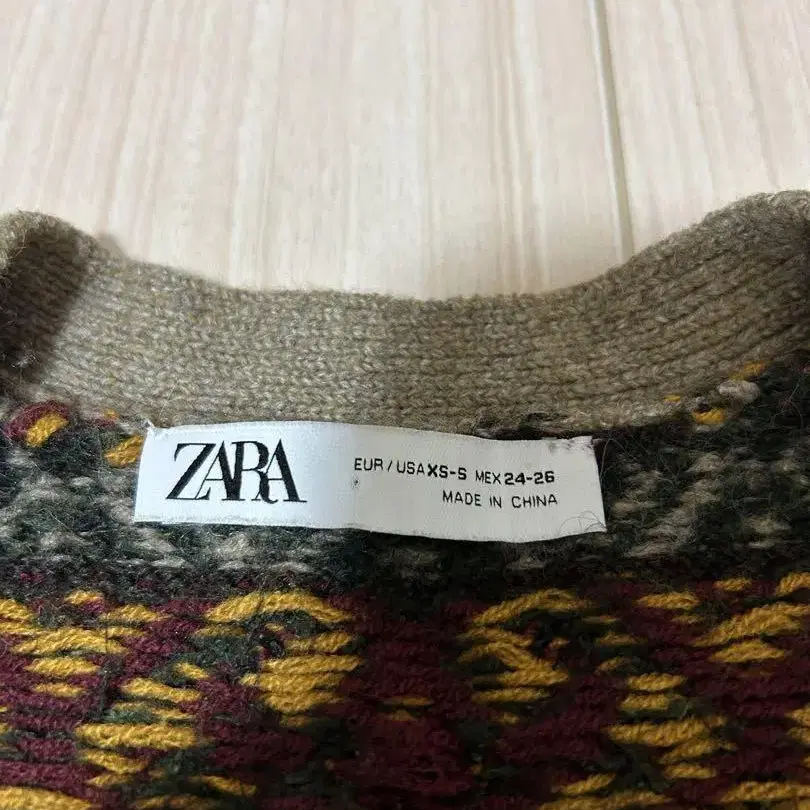 ZARA
EUR / USA XS-S MEX 24-26
MADE IN CHINA